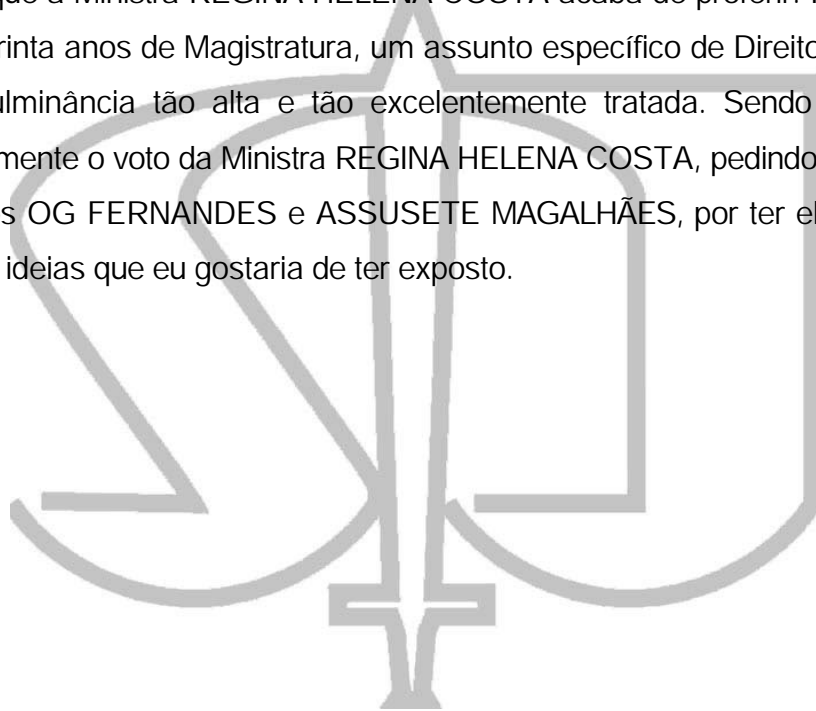 que a Ministra REGINA HELENA COSTA acaba de proferir.
rinta anos de Magistratura, um assunto específico de Direito
ulminância tão alta e tão excelentemente tratada. Sendo
mente o voto da Ministra REGINA HELENA COSTA, pedindo
s OG FERNANDES e ASSUSETE MAGALHÃES, por ter el
ideias que eu gostaria de ter exposto.